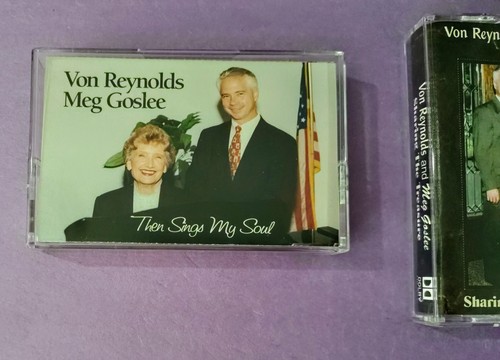 Von Reynolds
Meg Goslee
Then Sings My Soul
Von Reynolds and Meg Goslee
Sharing The Treasure
DOLBY
Von Reyn
Sharin